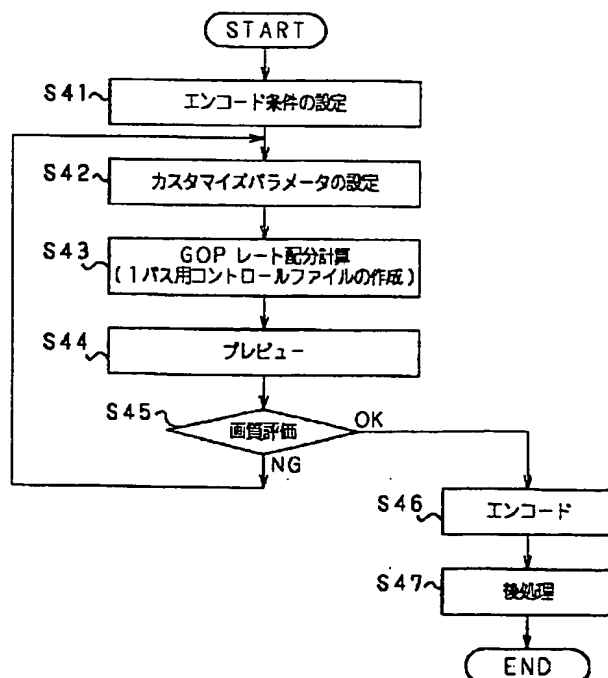 START
S41
エンコード条件の設定
S42
カスタマイズパラメータの設定
S43
GOP レート配分計算
(1パス用コントロールファイルの作成)
S44
プレビュー
S45
画質評価
OK
NG
S46
エンコード
S47
後処理
END